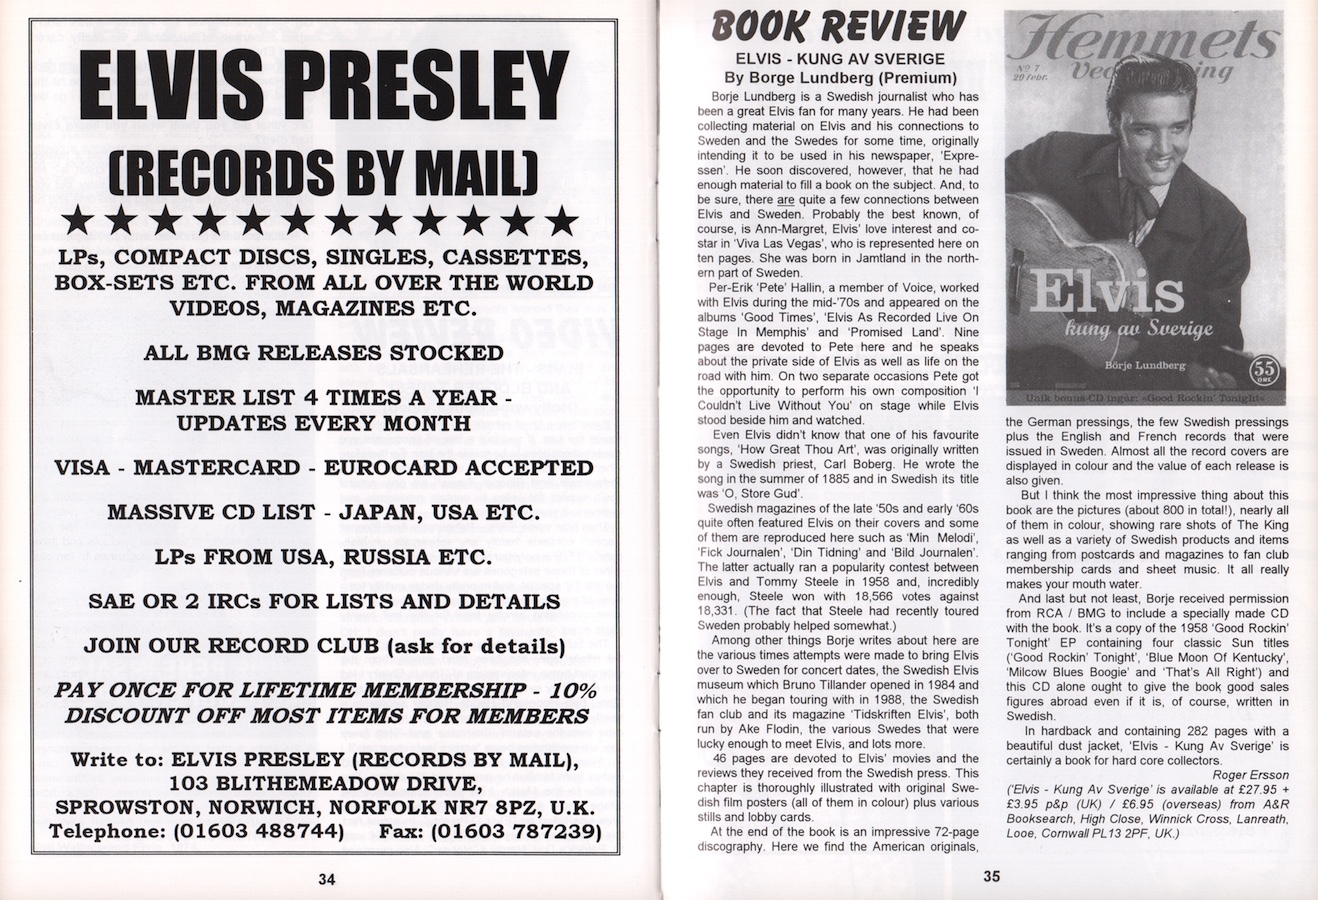 ELVIS PRESLEY
(RECORDS BY MAIL)
LPs, COMPACT DISCS, SINGLES, CASSETTES,
BOX-SETS ETC. FROM ALL OVER THE WORLD
VIDEOS, MAGAZINES ETC.
ALL BMG RELEASES STOCKED
MASTER LIST 4 TIMES A YEAR -
UPDATES EVERY MONTH
VISA - MASTERCARD - EUROCARD ACCEPTED
MASSIVE CD LIST - JAPAN, USA ETC.
LPs FROM USA, RUSSIA ETC.
SAE OR 2 IRCs FOR LISTS AND DETAILS
JOIN OUR RECORD CLUB (ask for details)
PAY ONCE FOR LIFETIME MEMBERSHIP - 10%
DISCOUNT OFF MOST ITEMS FOR MEMBERS
Write to: ELVIS PRESLEY (RECORDS BY MAIL),
103 BLITHEMEADOW DRIVE,
SPROWSTON, NORWICH, NORFOLK NR7 8PZ, U.K.
Telephone: (01603 488744) Fax: (01603 787239)
34
BOOK REVIEW
ELVIS - KUNG AV SVERIGE
By Borge Lundberg (Premium)
Borje Lundberg is a Swedish journalist who has
been a great Elvis fan for many years. He had been
collecting material on Elvis and his connections to
Sweden and the Swedes for some time, originally
intending it to be used in his newspaper, 'Expre-
ssen'. He soon discovered, however, that he had
enough material to fill a book on the subject. And, to
be sure, there are quite a few connections between
Elvis and Sweden. Probably the best known, of
course, is Ann-Margret, Elvis' love interest and co-
star in 'Viva Las Vegas', who is represented here on
ten pages. She was born in Jamtland in the north-
ern part of Sweden.
Per-Erik 'Pete' Hallin, a member of Voice, worked
with Elvis during the mid-'70s and appeared on the
albums 'Good Times', 'Elvis As Recorded Live On
Stage In Memphis' and 'Promised Land'. Nine
pages are devoted to Pete here and he speaks
about the private side of Elvis as well as life on the
road with him. On two separate occasions Pete got
the opportunity to perform his own composition 'I
Couldn't Live Without You' on stage while Elvis
stood beside him and watched.
Even Elvis didn't know that one of his favourite
songs, 'How Great Thou Art', was originally written
by a Swedish priest, Carl Boberg. He wrote the
song in the summer of 1885 and in Swedish its title
was 'O, Store Gud'.
Swedish magazines of the late '50s and early '60s
quite often featured Elvis on their covers and some
of them are reproduced here such as 'Min Melodi',
'Fick Journalen', 'Din Tidning' and 'Bild Journalen'.
The latter actually ran a popularity contest between
Elvis and Tommy Steele in 1958 and, incredibly
enough, Steele won with 18,566 votes against
18,331. (The fact that Steele had recently toured
Sweden probably helped somewhat.)
Among other things Borje writes about here are
the various times attempts were made to bring Elvis
over to Sweden for concert dates, the Swedish Elvis
museum which Bruno Tillander opened in 1984 and
which he began touring with in 1988, the Swedish
fan club and its magazine 'Tidskriften Elvis', both
run by Ake Flodin, the various Swedes that were
lucky enough to meet Elvis, and lots more.
46 pages are devoted to Elvis' movies and the
reviews they received from the Swedish press. This
chapter is thoroughly illustrated with original Swe-
dish film posters (all of them in colour) plus various
stills and lobby cards.
At the end of the book is an impressive 72-page
discography. Here we find the American originals,
Hemmets
No 7
20 febr.
Elvis
kung av Sverige
Börje Lundberg
55
ÖRE
Unik bonus-CD ingår: «Good Rockin' Tonight»
the German pressings, the few Swedish pressings
plus the English and French records that were
issued in Sweden. Almost all the record covers are
displayed in colour and the value of each release is
also given.
But I think the most impressive thing about this
book are the pictures (about 800 in total!), nearly all
of them in colour, showing rare shots of The King
as well as a variety of Swedish products and items
ranging from postcards and magazines to fan club
membership cards and sheet music. It all really
makes your mouth water.
And last but not least, Borje received permission
from RCA / BMG to include a specially made CD
with the book. It's a copy of the 1958 'Good Rockin'
Tonight' EP containing four classic Sun titles
('Good Rockin' Tonight', 'Blue Moon Of Kentucky',
'Milcow Blues Boogie' and 'That's All Right') and
this CD alone ought to give the book good sales
figures abroad even if it is, of course, written in
Swedish.
In hardback and containing 282 pages with a
beautiful dust jacket, 'Elvis - Kung Av Sverige' is
certainly a book for hard core collectors.
Roger Ersson
('Elvis - Kung Av Sverige' is available at £27.95 +
£3.95 p&p (UK) / £6.95 (overseas) from A&R
Booksearch, High Close, Winnick Cross, Lanreath,
Looe, Cornwall PL13 2PF, UK.)
35